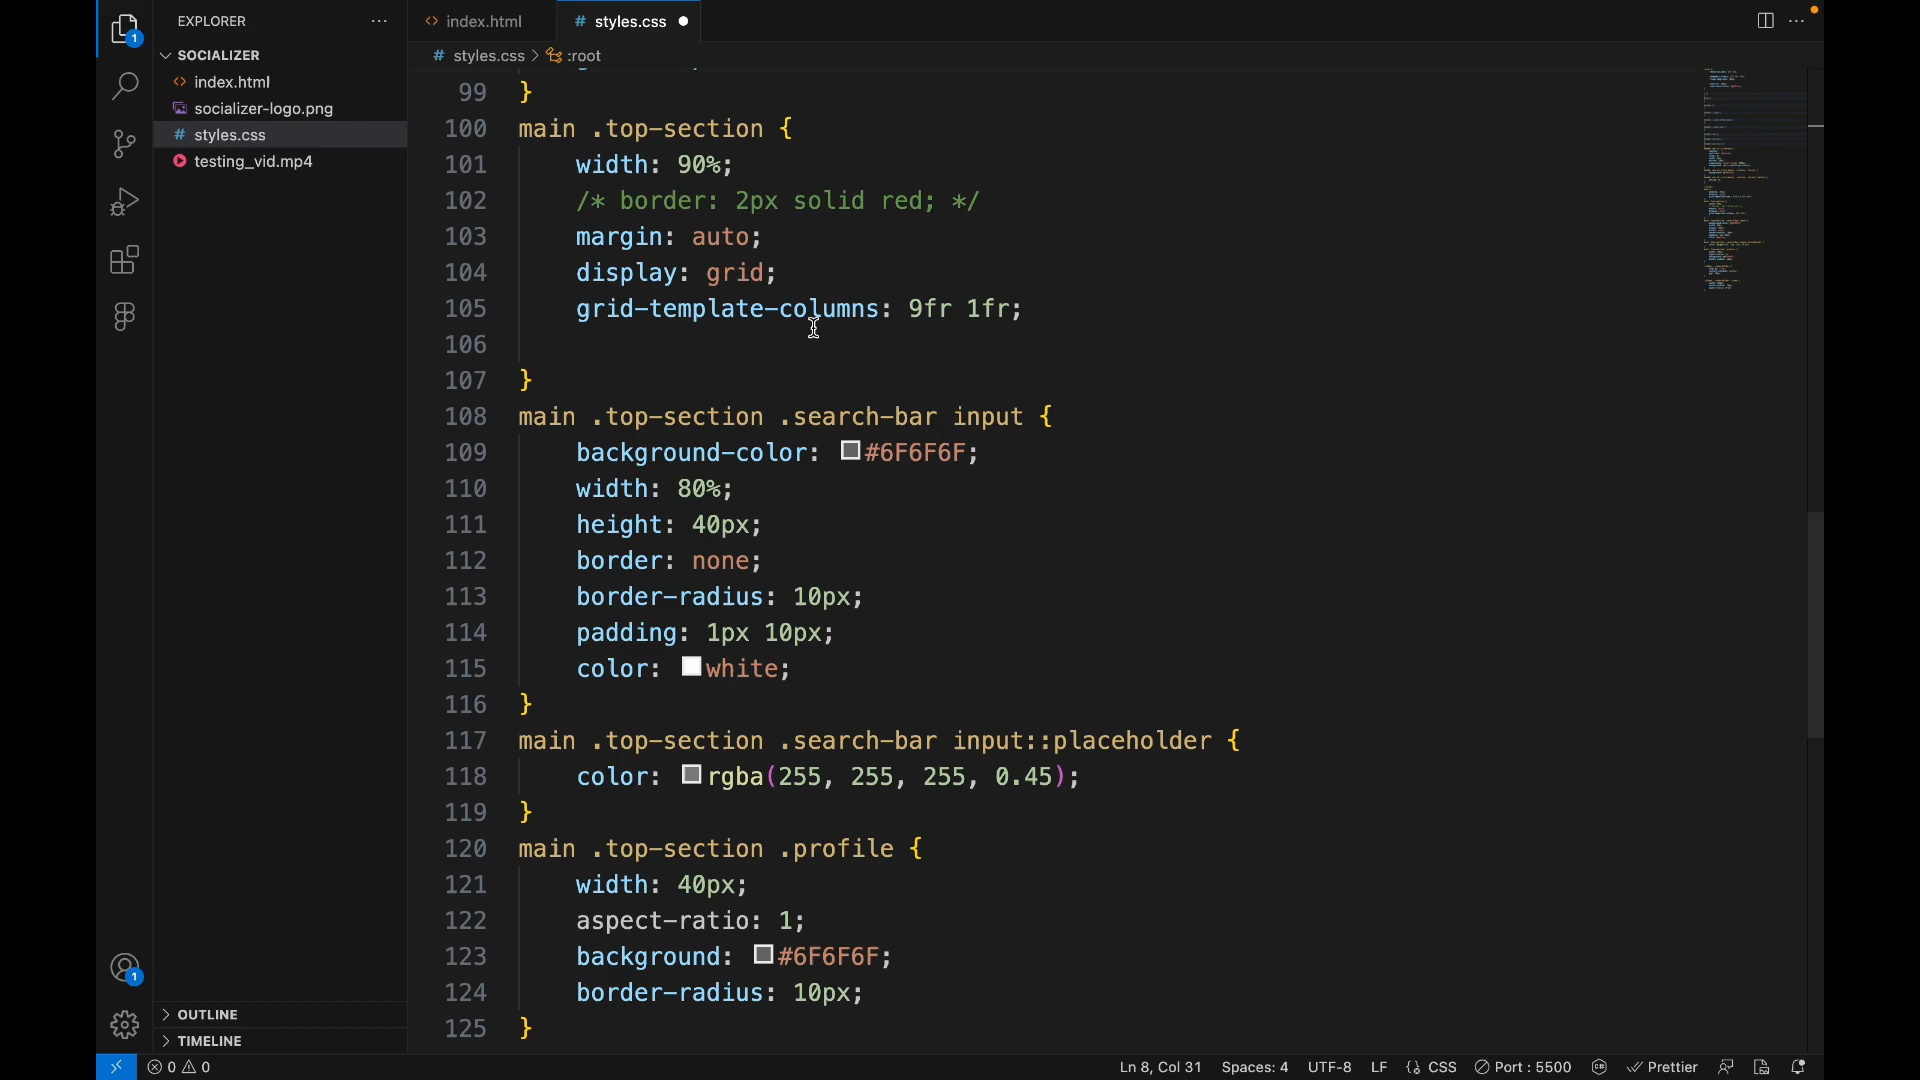 EXPLORER
index.html
styles.css
SOCIALIZER
styles.css
:root
index.html
socializer-logo.png
styles.css
testing_vid.mp4
99 }
100 main .top-section {
101 width: 90%;
102 /* border: 2px solid red; */
103 margin: auto;
104 display: grid;
105 grid-template-columns: 9fr 1fr;
106
107 }
108 main .top-section .search-bar input {
109 background-color: #6F6F6F;
110 width: 80%;
111 height: 40px;
112 border: none;
113 border-radius: 10px;
114 padding: 1px 10px;
115 color: white;
116 }
117 main .top-section .search-bar input::placeholder {
118 color: rgba(255, 255, 255, 0.45);
119 }
120 main .top-section .profile {
121 width: 40px;
122 aspect-ratio: 1;
123 background: #6F6F6F;
124 border-radius: 10px;
125 }
1
1
OUTLINE
TIMELINE
0 0
Ln 8, Col 31 Spaces: 4 UTF-8 LF {} CSS Port : 5500 Prettier